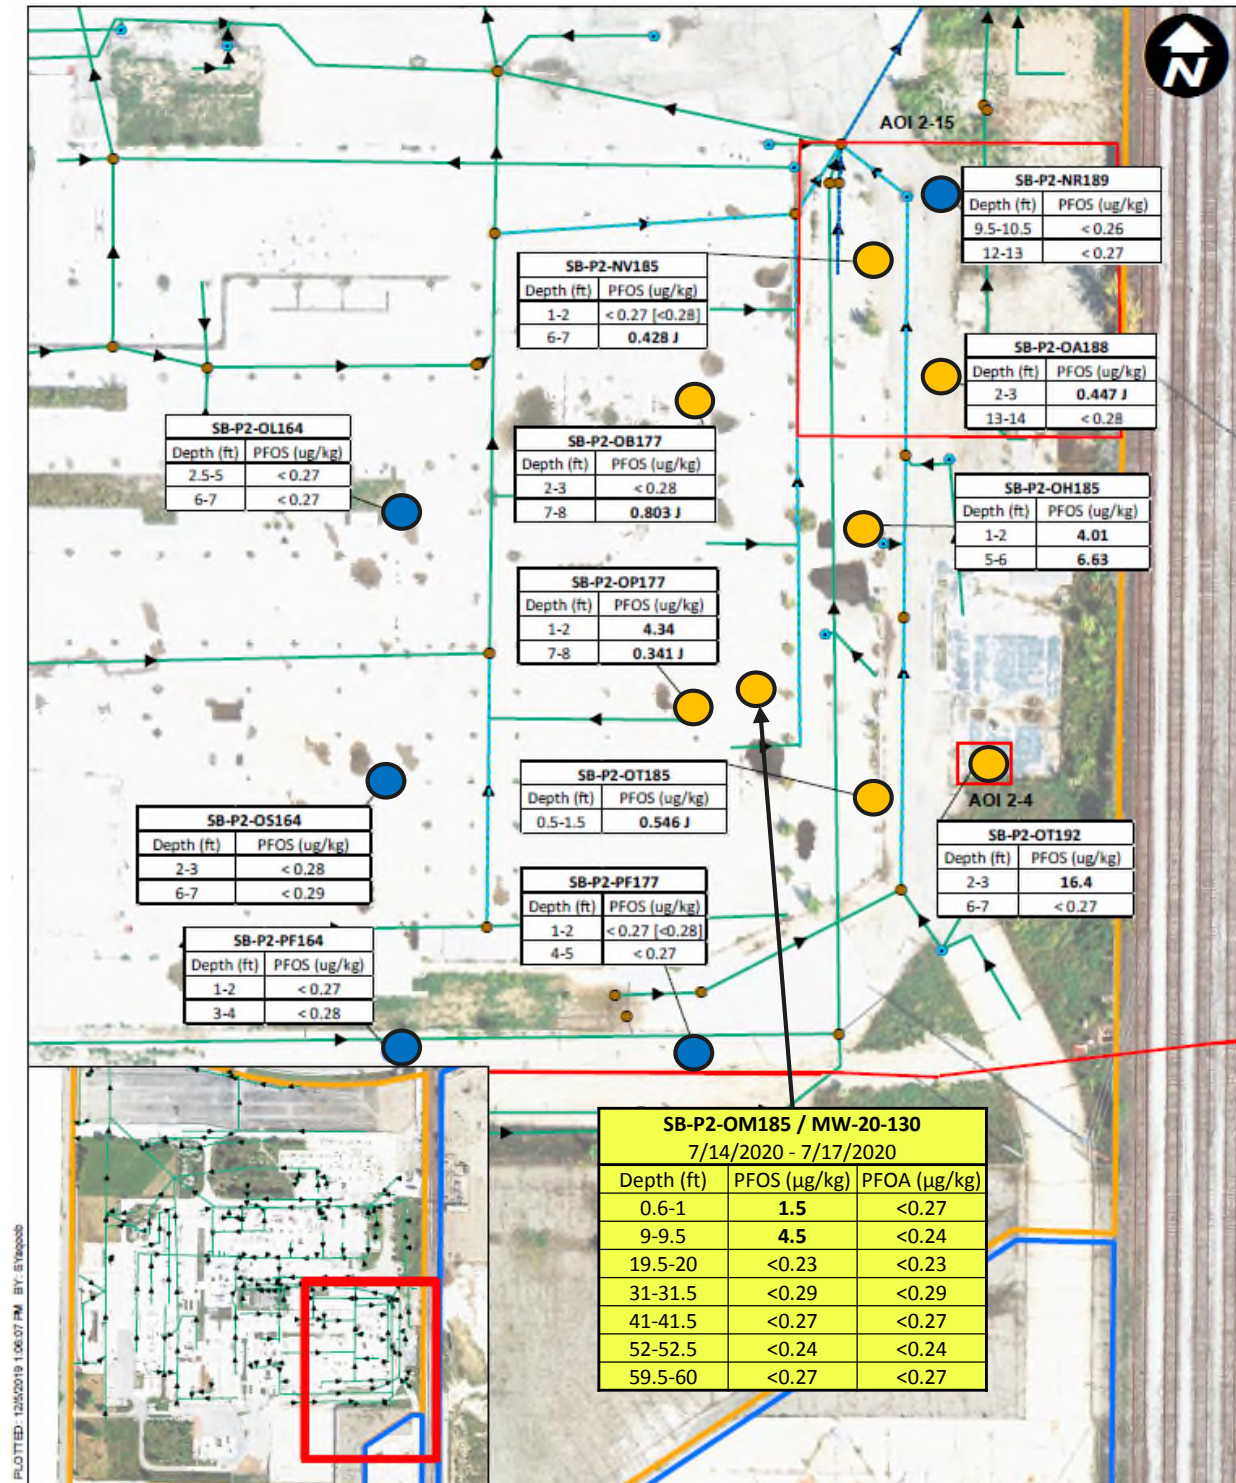 N
AOI 2-15
SB-P2-NR189
Depth (ft) PFOS (ug/kg)
9.5-10.5 < 0.26
12-13 < 0.27
SB-P2-NV185
Depth (ft) PFOS (ug/kg)
1-2 < 0.27 [<0.28]
6-7 0.428 J
SB-P2-OA188
Depth (ft) PFOS (ug/kg)
2-3 0.447 J
13-14 < 0.28
SB-P2-OL164
Depth (ft) PFOS (ug/kg)
2.5-5 < 0.27
6-7 < 0.27
SB-P2-OB177
Depth (ft) PFOS (ug/kg)
2-3 < 0.28
7-8 0.803 J
SB-P2-OH185
Depth (ft) PFOS (ug/kg)
1-2 4.01
5-6 6.63
SB-P2-OP177
Depth (ft) PFOS (ug/kg)
1-2 4.34
7-8 0.341 J
SB-P2-OT185
Depth (ft) PFOS (ug/kg)
0.5-1.5 0.546 J
AOI 2-4
SB-P2-OS164
Depth (ft) PFOS (ug/kg)
2-3 < 0.28
6-7 < 0.29
SB-P2-OT192
Depth (ft) PFOS (ug/kg)
2-3 16.4
6-7 < 0.27
SB-P2-PF177
Depth (ft) PFOS (ug/kg)
1-2 < 0.27 [<0.28]
4-5 < 0.27
SB-P2-PF164
Depth (ft) PFOS (ug/kg)
1-2 < 0.27
3-4 < 0.28
SB-P2-OM185 / MW-20-130
7/14/2020 - 7/17/2020
Depth (ft) PFOS (µg/kg) PFOA (µg/kg)
0.6-1 1.5 <0.27
9-9.5 4.5 <0.24
19.5-20 <0.23 <0.23
31-31.5 <0.29 <0.29
41-41.5 <0.27 <0.27
52-52.5 <0.24 <0.24
59.5-60 <0.27 <0.27
PLOTTED: 12/5/2019 1:06:07 PM BY: SYaqoob